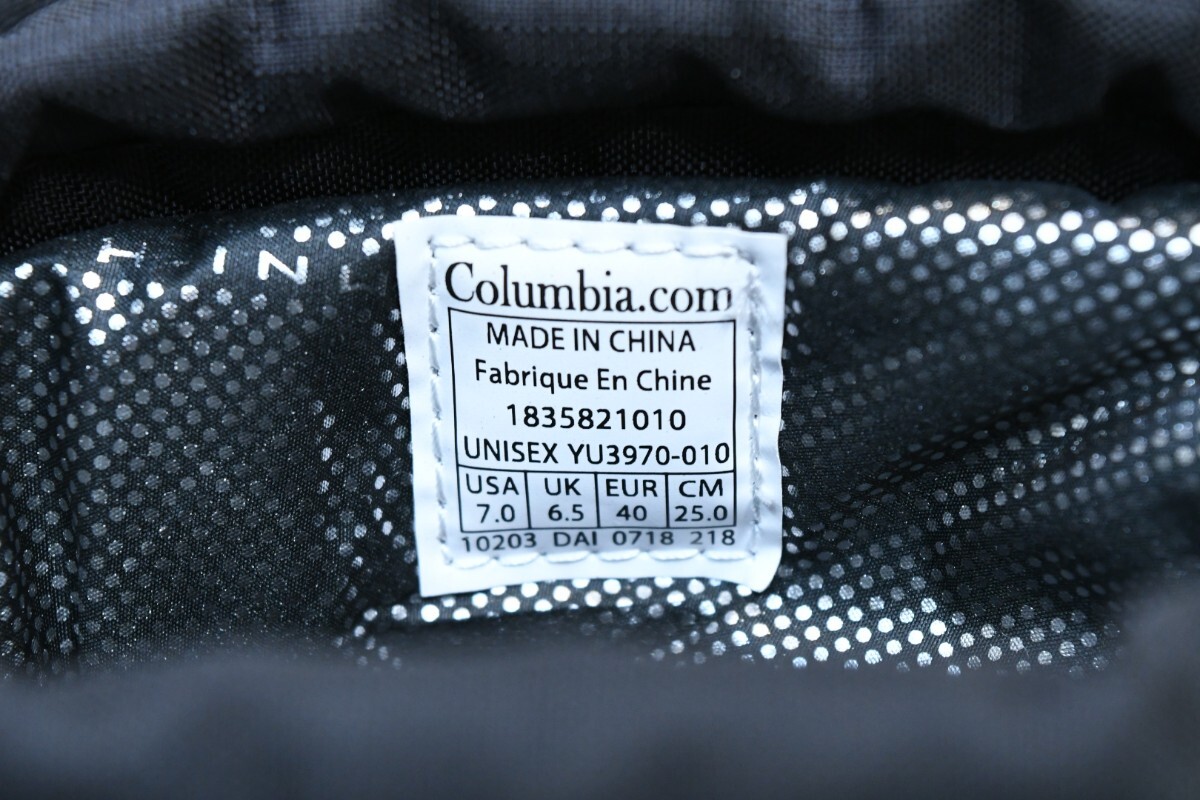 Columbia.com
MADE IN CHINA
Fabrique En Chine
1835821010
UNISEX YU3970-010
USA UK EUR CM
7.0 6.5 40 25.0
10203 DAI 0718 218